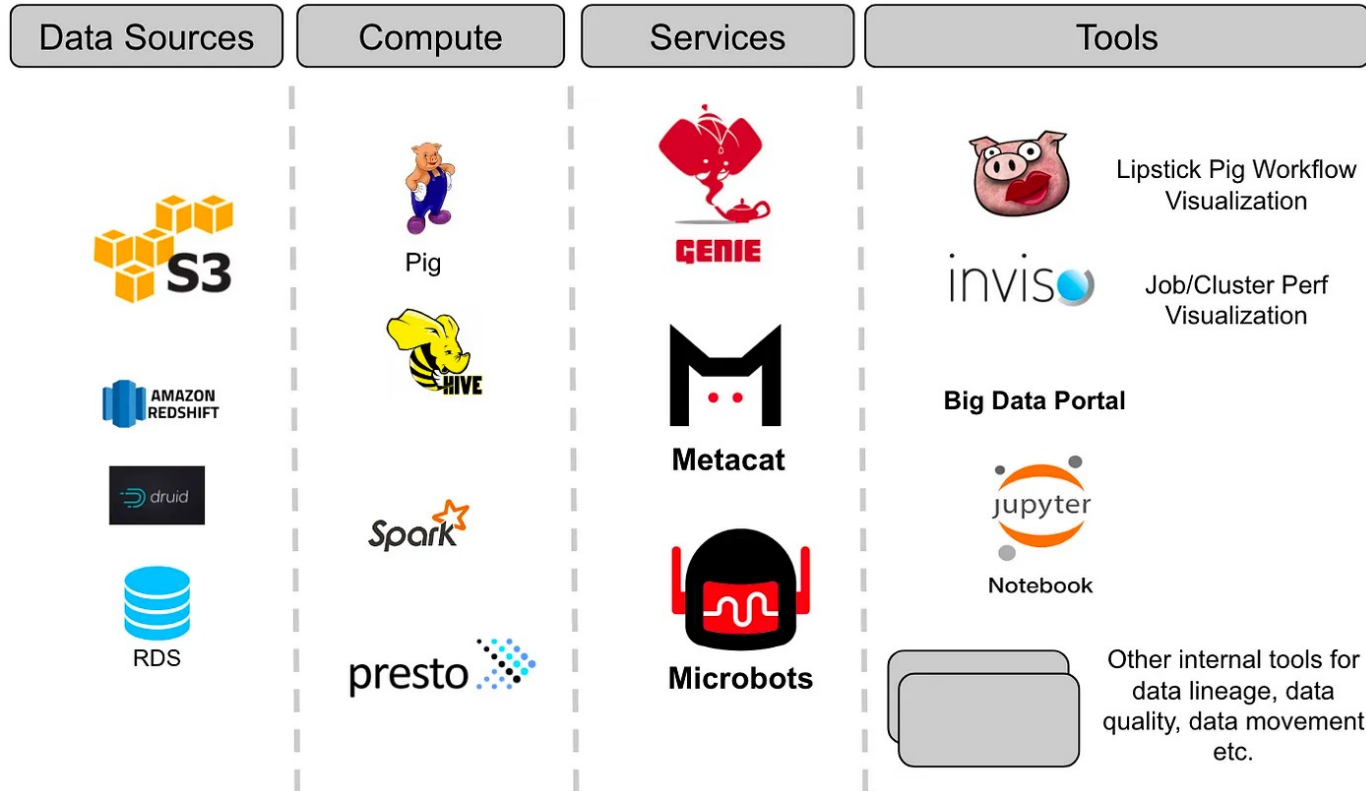 Data Sources
Compute
Services
Tools
S3
AMAZON
REDSHIFT
druid
RDS
Pig
HIVE
Spark
presto
GENIE
Metacat
Microbots
Lipstick Pig Workflow
Visualization
inviso
Job/Cluster Perf
Visualization
Big Data Portal
jupyter
Notebook
Other internal tools for
data lineage, data
quality, data movement
etc.